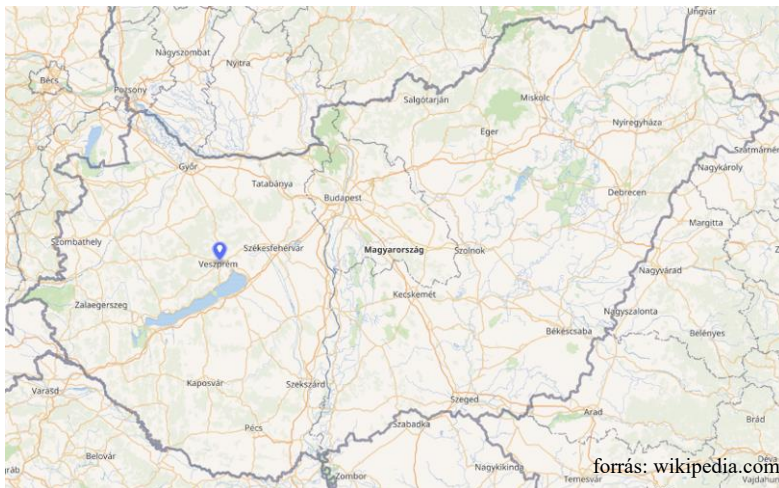 Ungvár
Nagyszombat
Nyitra
Bécs
Pozsony
Salgótarján
Miskolc
Nyíregyháza
Eger
Győr
Szatmárné
Nagykároly
Tatabánya
Budapest
Debrecen
Margitta
Szombathely
Székesfehérvár
Magyarország
Szolnok
Veszprém
Nagyvárad
Kecskemét
Zalaegerszeg
Nagyszalonta
Békéscsaba
Belényes
Kaposvár
Szekszárd
Varasd
Szeged
Arad
Pécs
Szabadka
Brád
Belovár
gráb
Zombor
Nagykikinda
Temesvár
Déva
Vajdahun
forrás: wikipedia.com